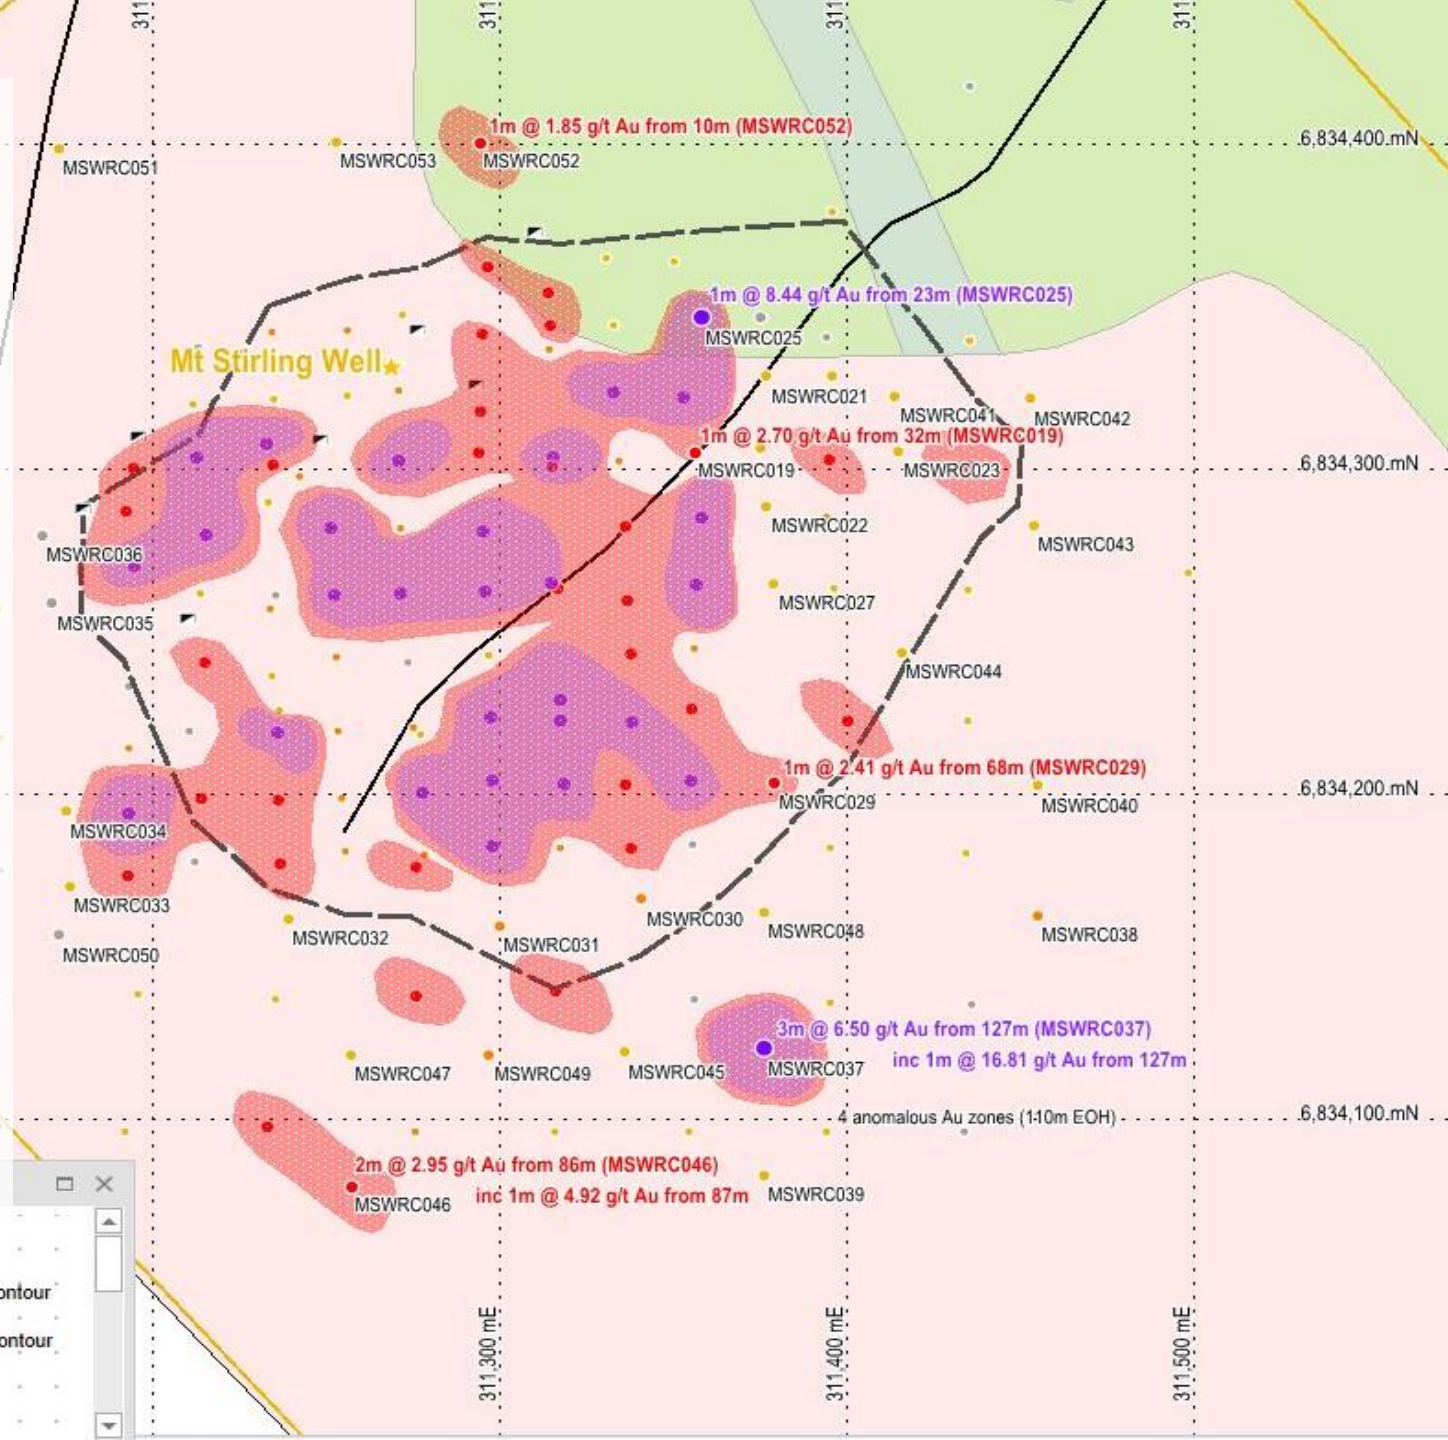 311
311
311
311
1m @ 1.85 g/t Au from 10m (MSWRC052)
6,834,400 mN
MSWRC051
MSWRC053
MSWRC052
1m @ 8.44 g/t Au from 23m (MSWRC025)
MSWRC025
Mt Stirling Well
MSWRC021
MSWRC041
MSWRC042
1m @ 2.70 g/t Au from 32m (MSWRC019)
6,834,300 mN
MSWRC019
MSWRC023
MSWRC022
MSWRC043
MSWRC036
MSWRC035
MSWRC027
MSWRC044
1m @ 2.41 g/t Au from 68m (MSWRC029)
6,834,200 mN
MSWRC029
MSWRC040
MSWRC034
MSWRC033
MSWRC030
MSWRC048
MSWRC038
MSWRC032
MSWRC031
MSWRC050
3m @ 6.50 g/t Au from 127m (MSWRC037)
inc 1m @ 16.81 g/t Au from 127m
MSWRC047
MSWRC049
MSWRC045
MSWRC037
4 anomalous Au zones (110m EOH)
6,834,100 mN
2m @ 2.95 g/t Au from 86m (MSWRC046)
inc 1m @ 4.92 g/t Au from 87m
MSWRC046
MSWRC039
ontour
ontour
311,300 mE
311,400 mE
311,500 mE